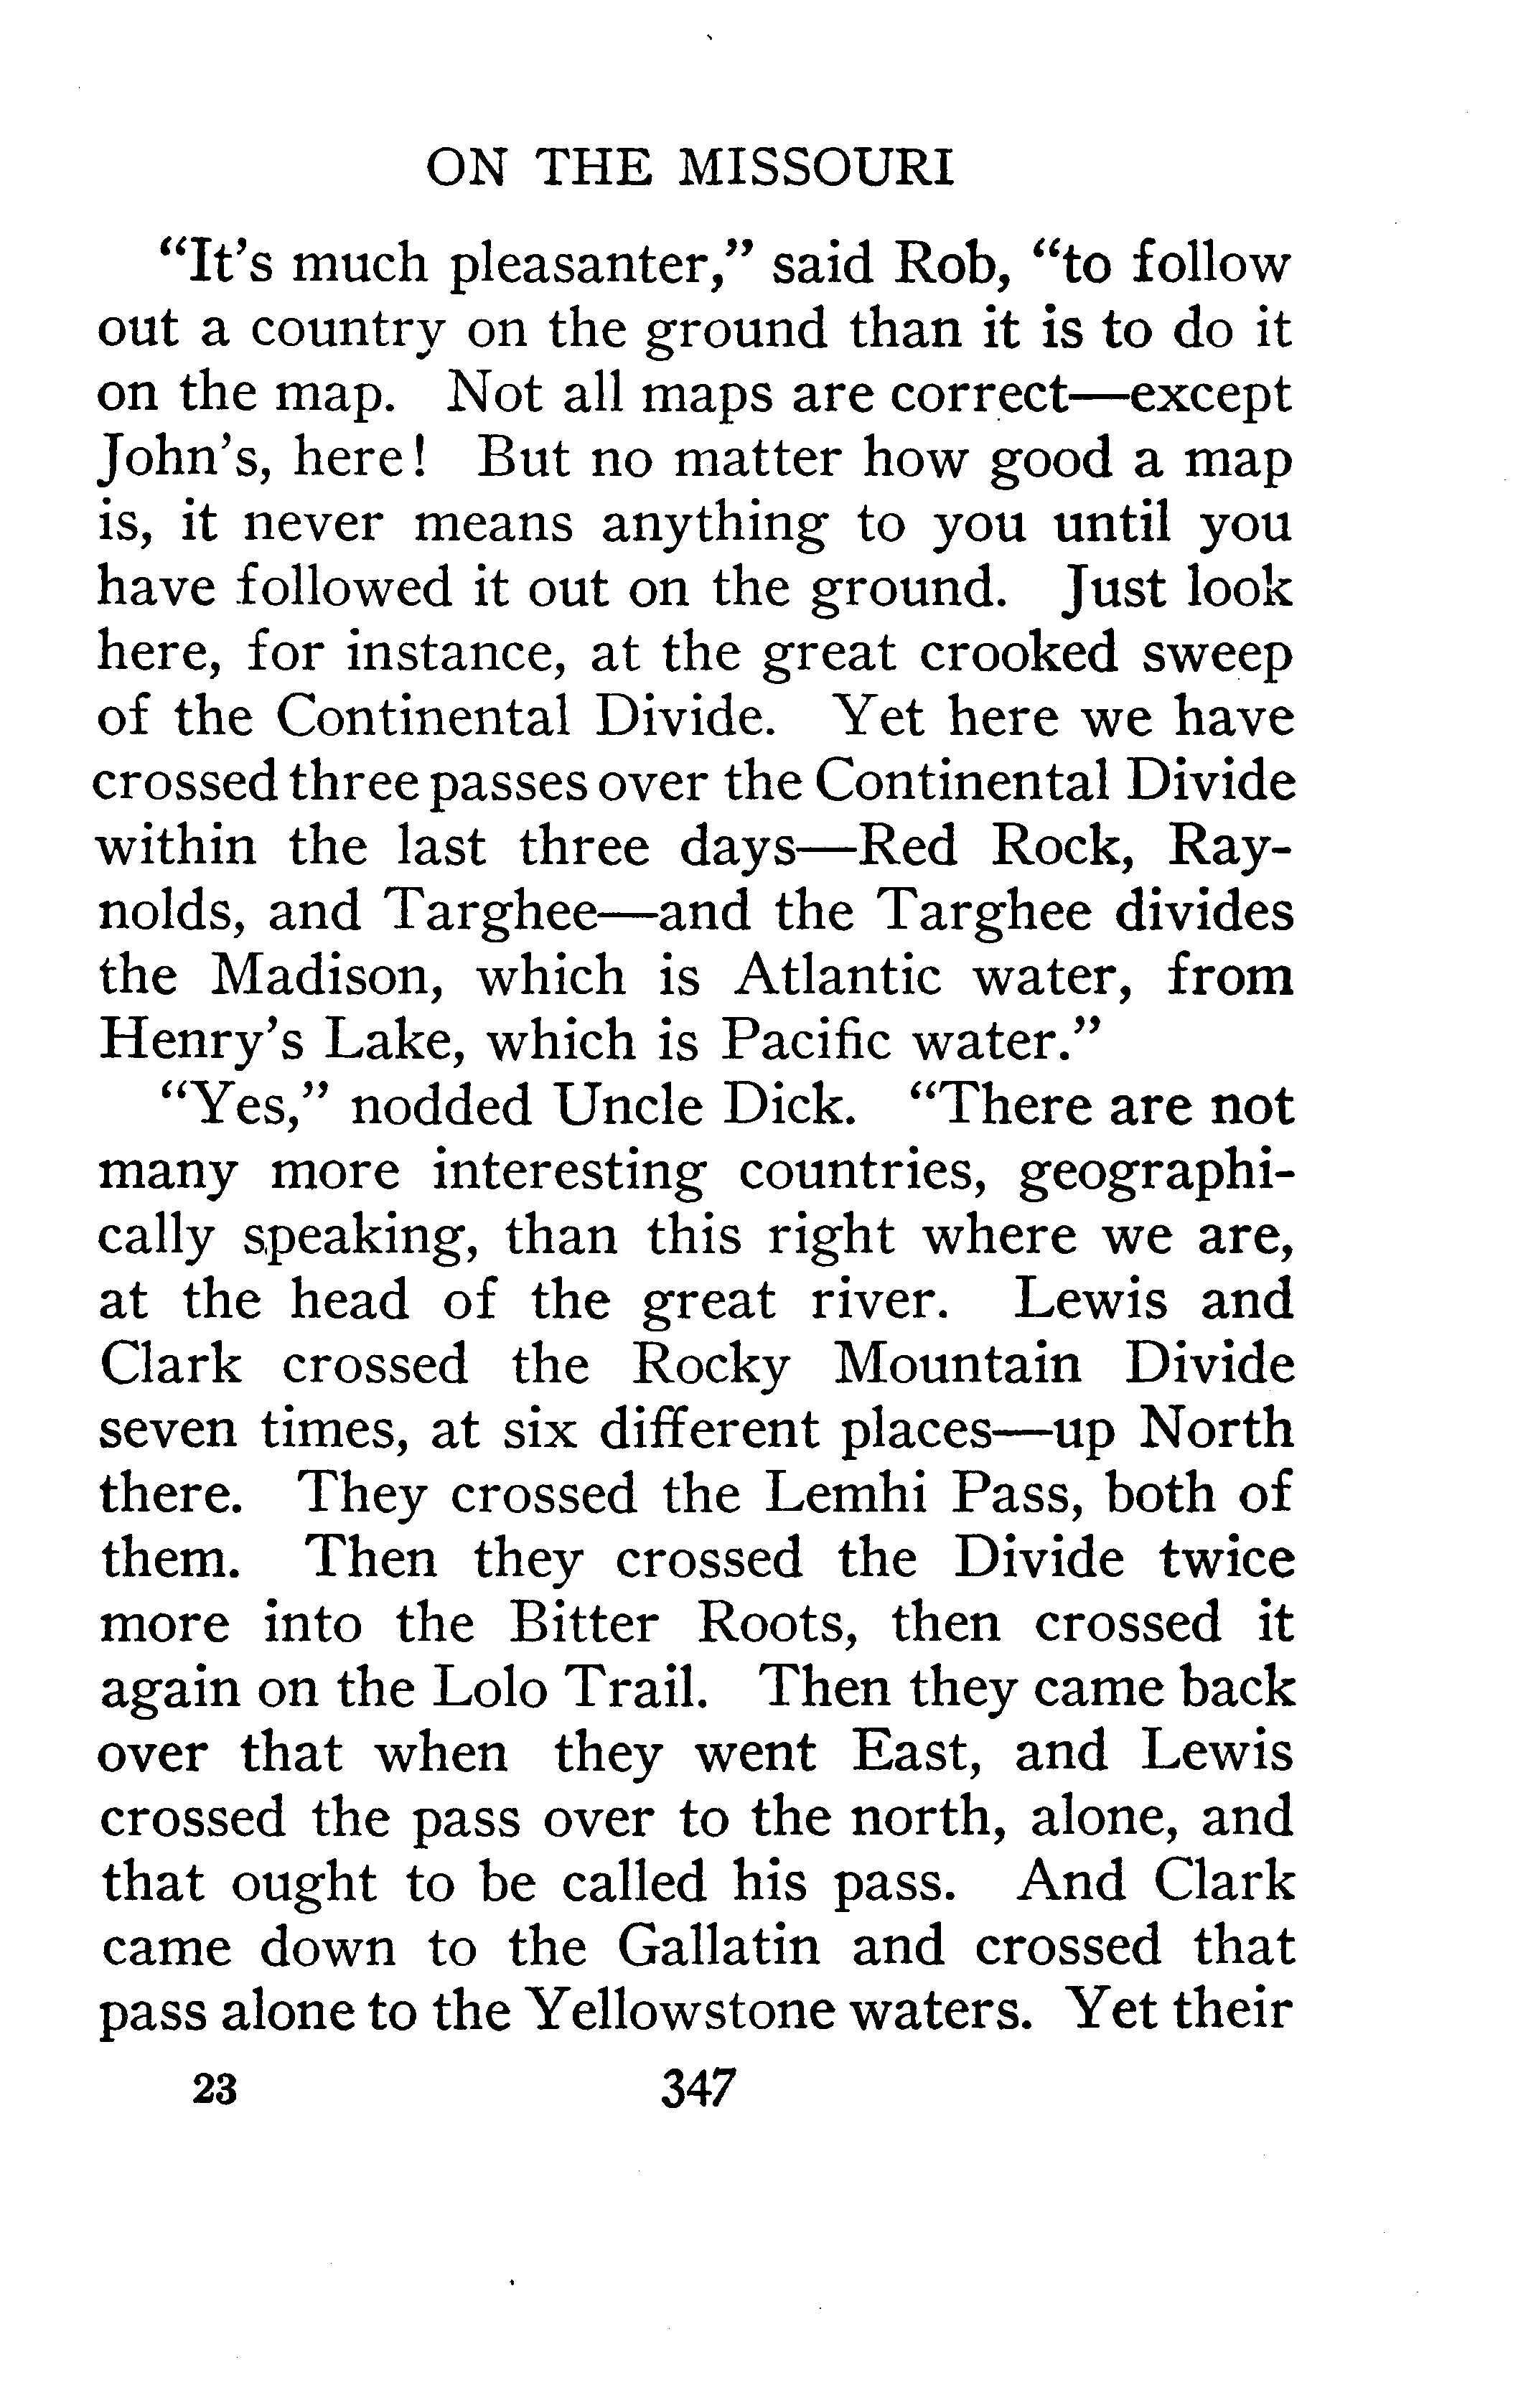 ON THE MISSOURI
“It’s much pleasanter,” said Rob, “to follow
out a country on the ground than it is to do it
on the map. Not all maps are correct—except
John’s, here! But no matter how good a map
is, it never means anything to you until you
have followed it out on the ground. Just look
here, for instance, at the great crooked sweep
of the Continental Divide. Yet here we have
crossed three passes over the Continental Divide
within the last three days—Red Rock, Ray-
nolds, and Targhee—and the Targhee divides
the Madison, which is Atlantic water, from
Henry’s Lake, which is Pacific water.”
“Yes,” nodded Uncle Dick. “There are not
many more interesting countries, geographi-
cally speaking, than this right where we are,
at the head of the great river. Lewis and
Clark crossed the Rocky Mountain Divide
seven times, at six different places—up North
there. They crossed the Lemhi Pass, both of
them. Then they crossed the Divide twice
more into the Bitter Roots, then crossed it
again on the Lolo Trail. Then they came back
over that when they went East, and Lewis
crossed the pass over to the north, alone, and
that ought to be called his pass. And Clark
came down to the Gallatin and crossed that
pass alone to the Yellowstone waters. Yet their
23 347